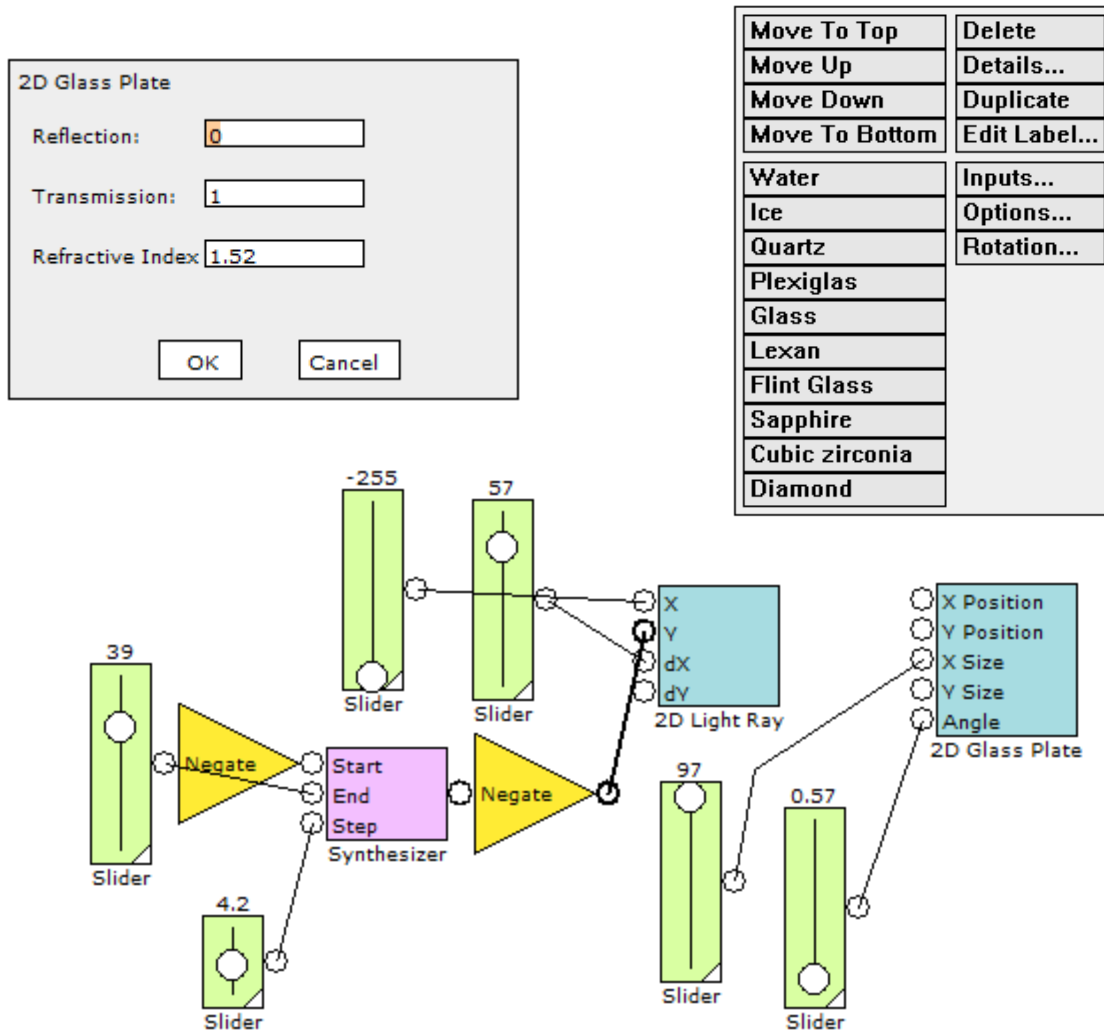 Move To Top
Delete
Move Up
Details...
Move Down
Duplicate
Move To Bottom
Edit Label...
Water
Inputs...
Ice
Options...
Quartz
Rotation...
Plexiglas
Glass
Lexan
Flint Glass
Sapphire
Cubic zirconia
Diamond
2D Glass Plate
Reflection:
0
Transmission:
1
Refractive Index
1.52
OK
Cancel
-255
Slider
57
Slider
X
Y
dX
dY
2D Light Ray
X Position
Y Position
X Size
Y Size
Angle
2D Glass Plate
39
Slider
Negate
Start
End
Step
Synthesizer
Negate
4.2
Slider
97
Slider
0.57
Slider